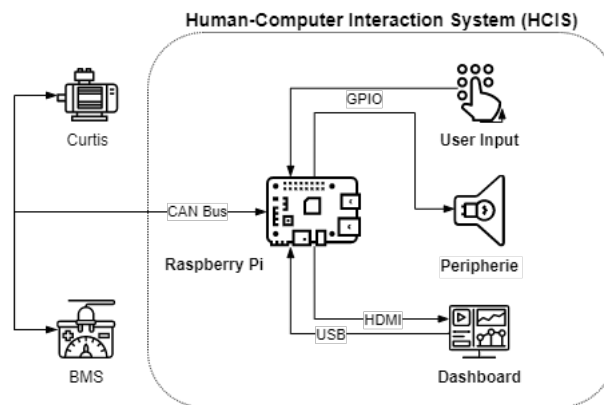 Human-Computer Interaction System (HCIS)
GPIO
Curtis
User Input
CAN Bus
Raspberry Pi
Peripherie
HDMI
USB
BMS
Dashboard